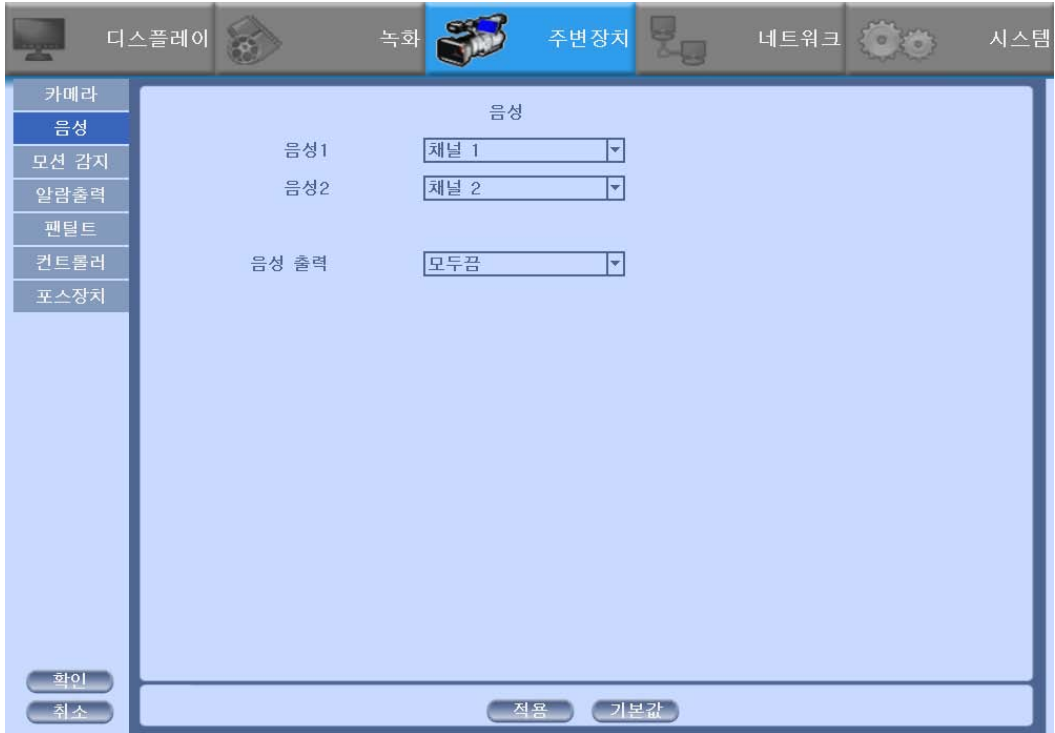 디스플레이 녹화 주변장치 네트워크 시스템
카메라
음성
모션 감지
알람출력
팬틸트
컨트롤러
포스장치
음성
음성1 채널 1
음성2 채널 2
음성 출력 모두끔
확인
취소
적용 기본값